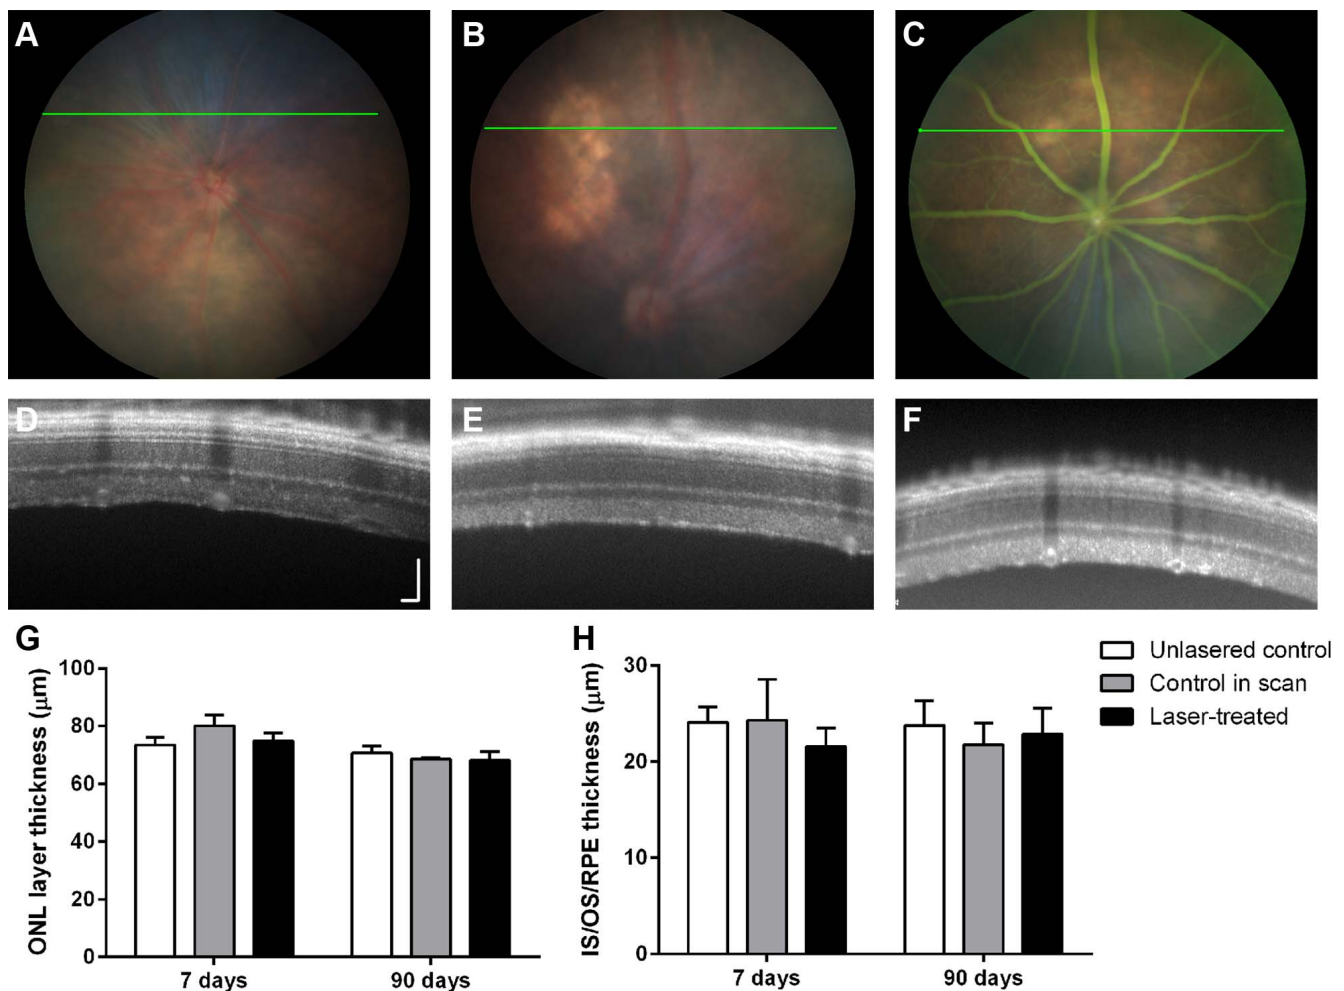 A
B
C
D
E
F
G
H
ONL layer thickness (µm)
100
80
60
40
20
0
7 days
90 days
IS/OS/RPE thickness (µm)
30
20
10
0
7 days
90 days
Unlasered control
Control in scan
Laser-treated